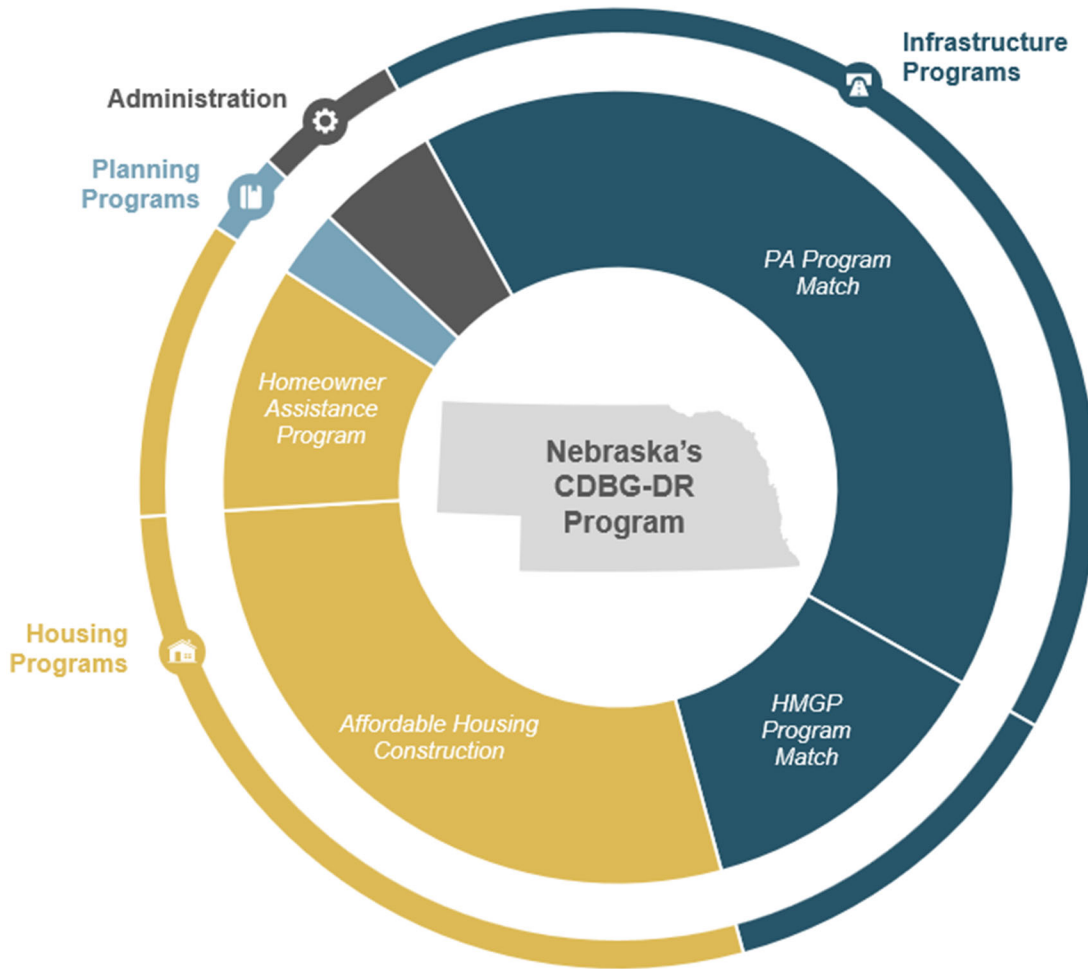 Infrastructure
Programs
Administration
Planning
Programs
PA Program
Match
Homeowner
Assistance
Program
Nebraska's
CDBG-DR
Program
Housing
Programs
HMGP
Program
Match
Affordable Housing
Construction